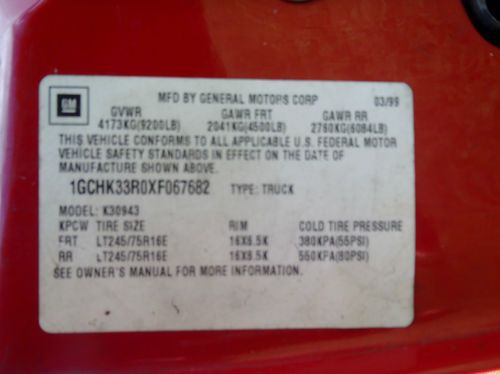 GM MFD BY GENERAL MOTORS CORP 03/99
GVWR GAWR FRT GAWR RR
4173KG(9200LB) 2041KG(4500LB) 2760KG(6084LB)
THIS VEHICLE CONFORMS TO ALL APPLICABLE U.S. FEDERAL MOTOR
VEHICLE SAFETY STANDARDS IN EFFECT ON THE DATE OF
MANUFACTURE SHOWN ABOVE.
1GCHK33R0XF067682 TYPE: TRUCK
MODEL: K30943
KPCW TIRE SIZE RIM COLD TIRE PRESSURE
FRT LT245/75R16E 16X6.5K 380KPA(55PSI)
RR LT245/75R16E 16X6.5K 550KPA(80PSI)
SEE OWNER'S MANUAL FOR MORE INFORMATION.